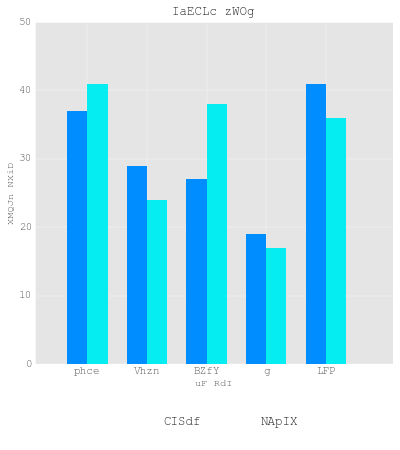 IaECLc zWOg
50
40
30
20
10
0
XMQJn NXiD
phce Vhzn BZfY g LFP
uF RdI
CISdf NApIX